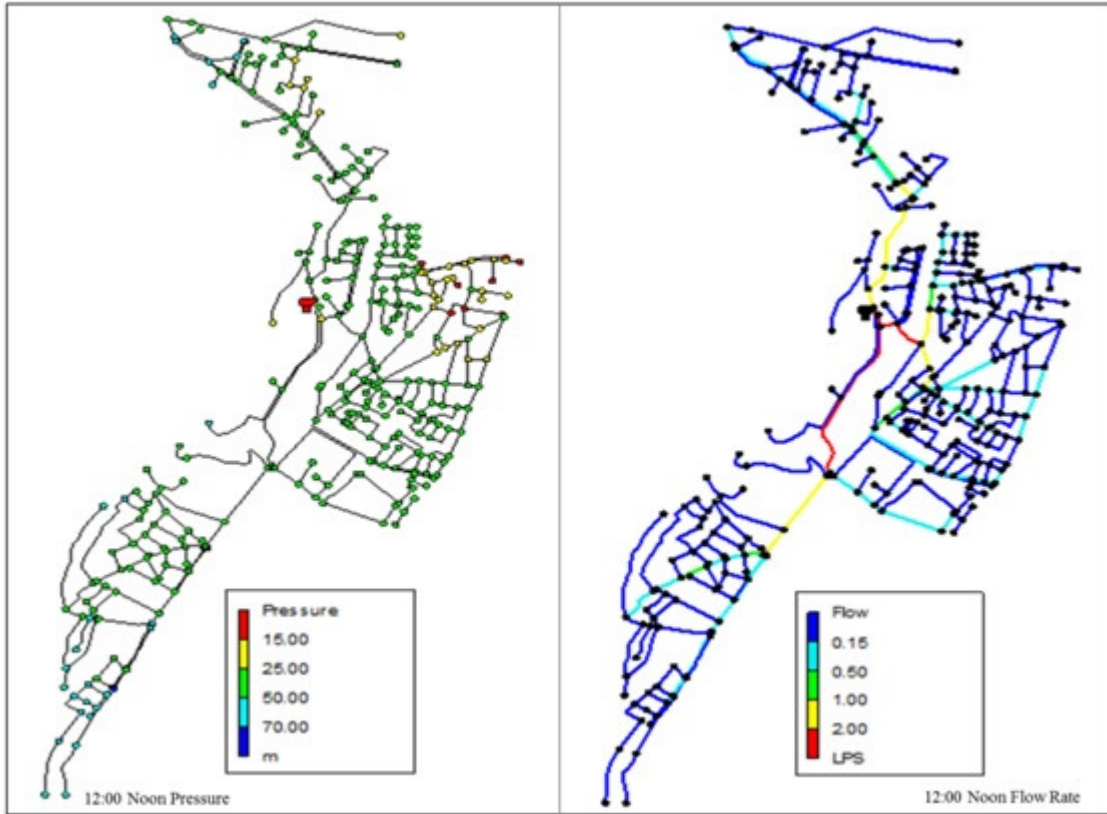 Pressure
15.00
25.00
50.00
70.00
m
12:00 Noon Pressure
Flow
0.15
0.50
1.00
2.00
LPS
12:00 Noon Flow Rate